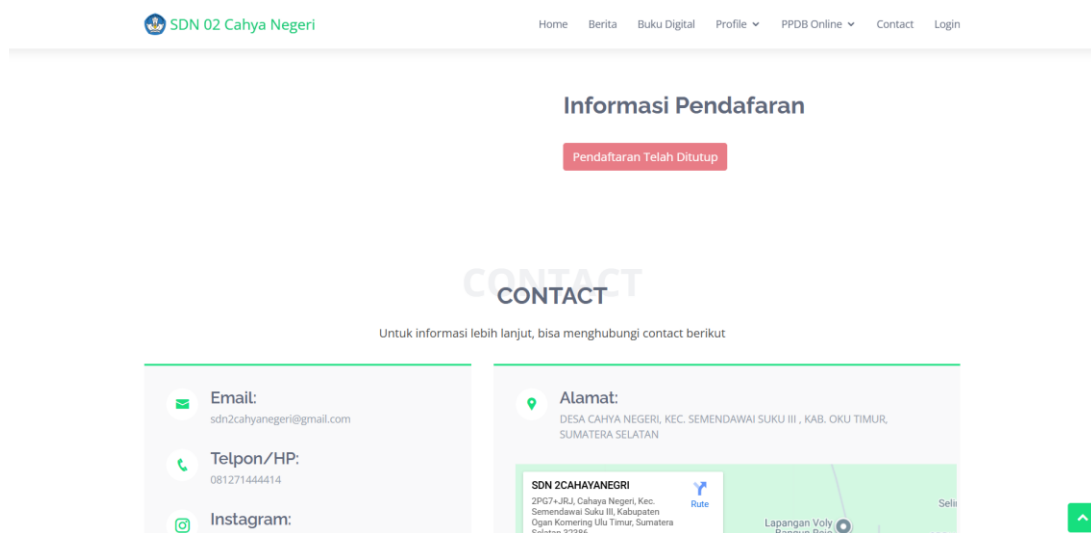 SDN 02 Cahya Negeri
Home Berita Buku Digital Profile PPDB Online Contact Login
Informasi Pendafaran
Pendaftaran Telah Ditutup
CONTACT
CONTACT
Untuk informasi lebih lanjut, bisa menghubungi contact berikut
Email:
sdn2cahyanegeri@gmail.com
Telpon/HP:
081271444414
Instagram:
Alamat:
DESA CAHYA NEGERI, KEC. SEMENDAWAI SUKU III , KAB. OKU TIMUR,
SUMATERA SELATAN
SDN 2CAHAYANEGRI
2PG7+JRJ, Cahaya Negeri, Kec.
Semendawai Suku III, Kabupaten
Ogan Komering Ulu Timur, Sumatera
Selatan 32386
Rute
Lapangan Voly